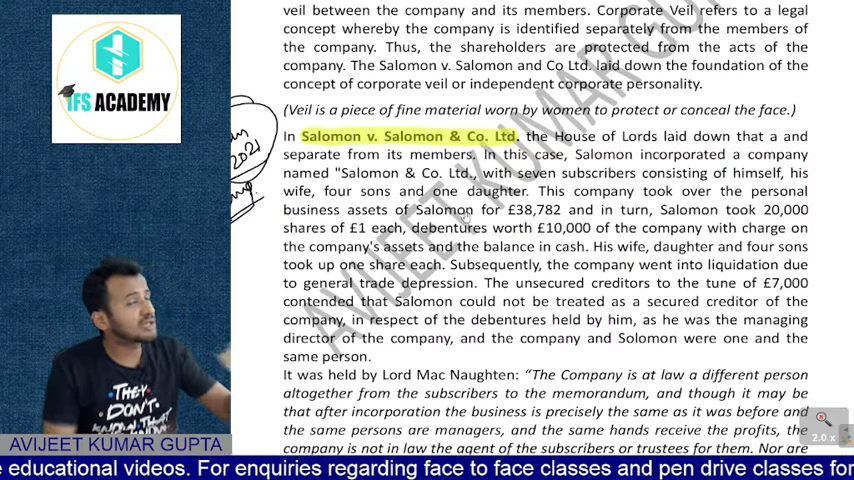 veil between the company and its members. Corporate Veil refers to a legal
concept whereby the company is identified separately from the members of
the company. Thus, the shareholders are protected from the acts of the
company. The Salomon v. Salomon and Co Ltd. laid down the foundation of the
concept of corporate veil or independent corporate personality.
(Veil is a piece of fine material worn by women to protect or conceal the face.)
In Salomon v. Salomon & Co. Ltd, the House of Lords laid down that a and
separate from its members. In this case, Salomon incorporated a company
named "Salomon & Co. Ltd., with seven subscribers consisting of himself, his
wife, four sons and one daughter. This company took over the personal
business assets of Salomon for £38,782 and in turn, Salomon took 20,000
shares of £1 each, debentures worth £10,000 of the company with charge on
the company's assets and the balance in cash. His wife, daughter and four sons
took up one share each. Subsequently, the company went into liquidation due
to general trade depression. The unsecured creditors to the tune of £7,000
contended that Salomon could not be treated as a secured creditor of the
company, in respect of the debentures held by him, as he was the managing
director of the company, and the company and Solomon were one and the
same person.
It was held by Lord Mac Naughten: “The Company is at law a different person
altogether from the subscribers to the memorandum, and though it may be
that after incorporation the business is precisely the same as it was before and
the same persons are managers, and the same hands receive the profits, the
company is not in law the agent of the subscribers or trustees for them. Nor are
AVIJEET KUMAR GUPTA
IFS ACADEMY
2021
THEY
DON'T
KNOW THAT
2.0 x
AVIJEET KUMAR GUPTA
e educational videos. For enquiries regarding face to face classes and pen drive classes for